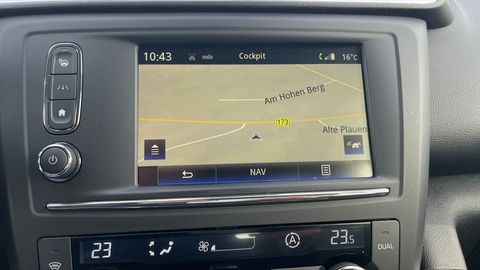 10:43 Cockpit 16°C
Am Hohen Berg
173
Alte Plauen
NAV
23 23.5
DUAL